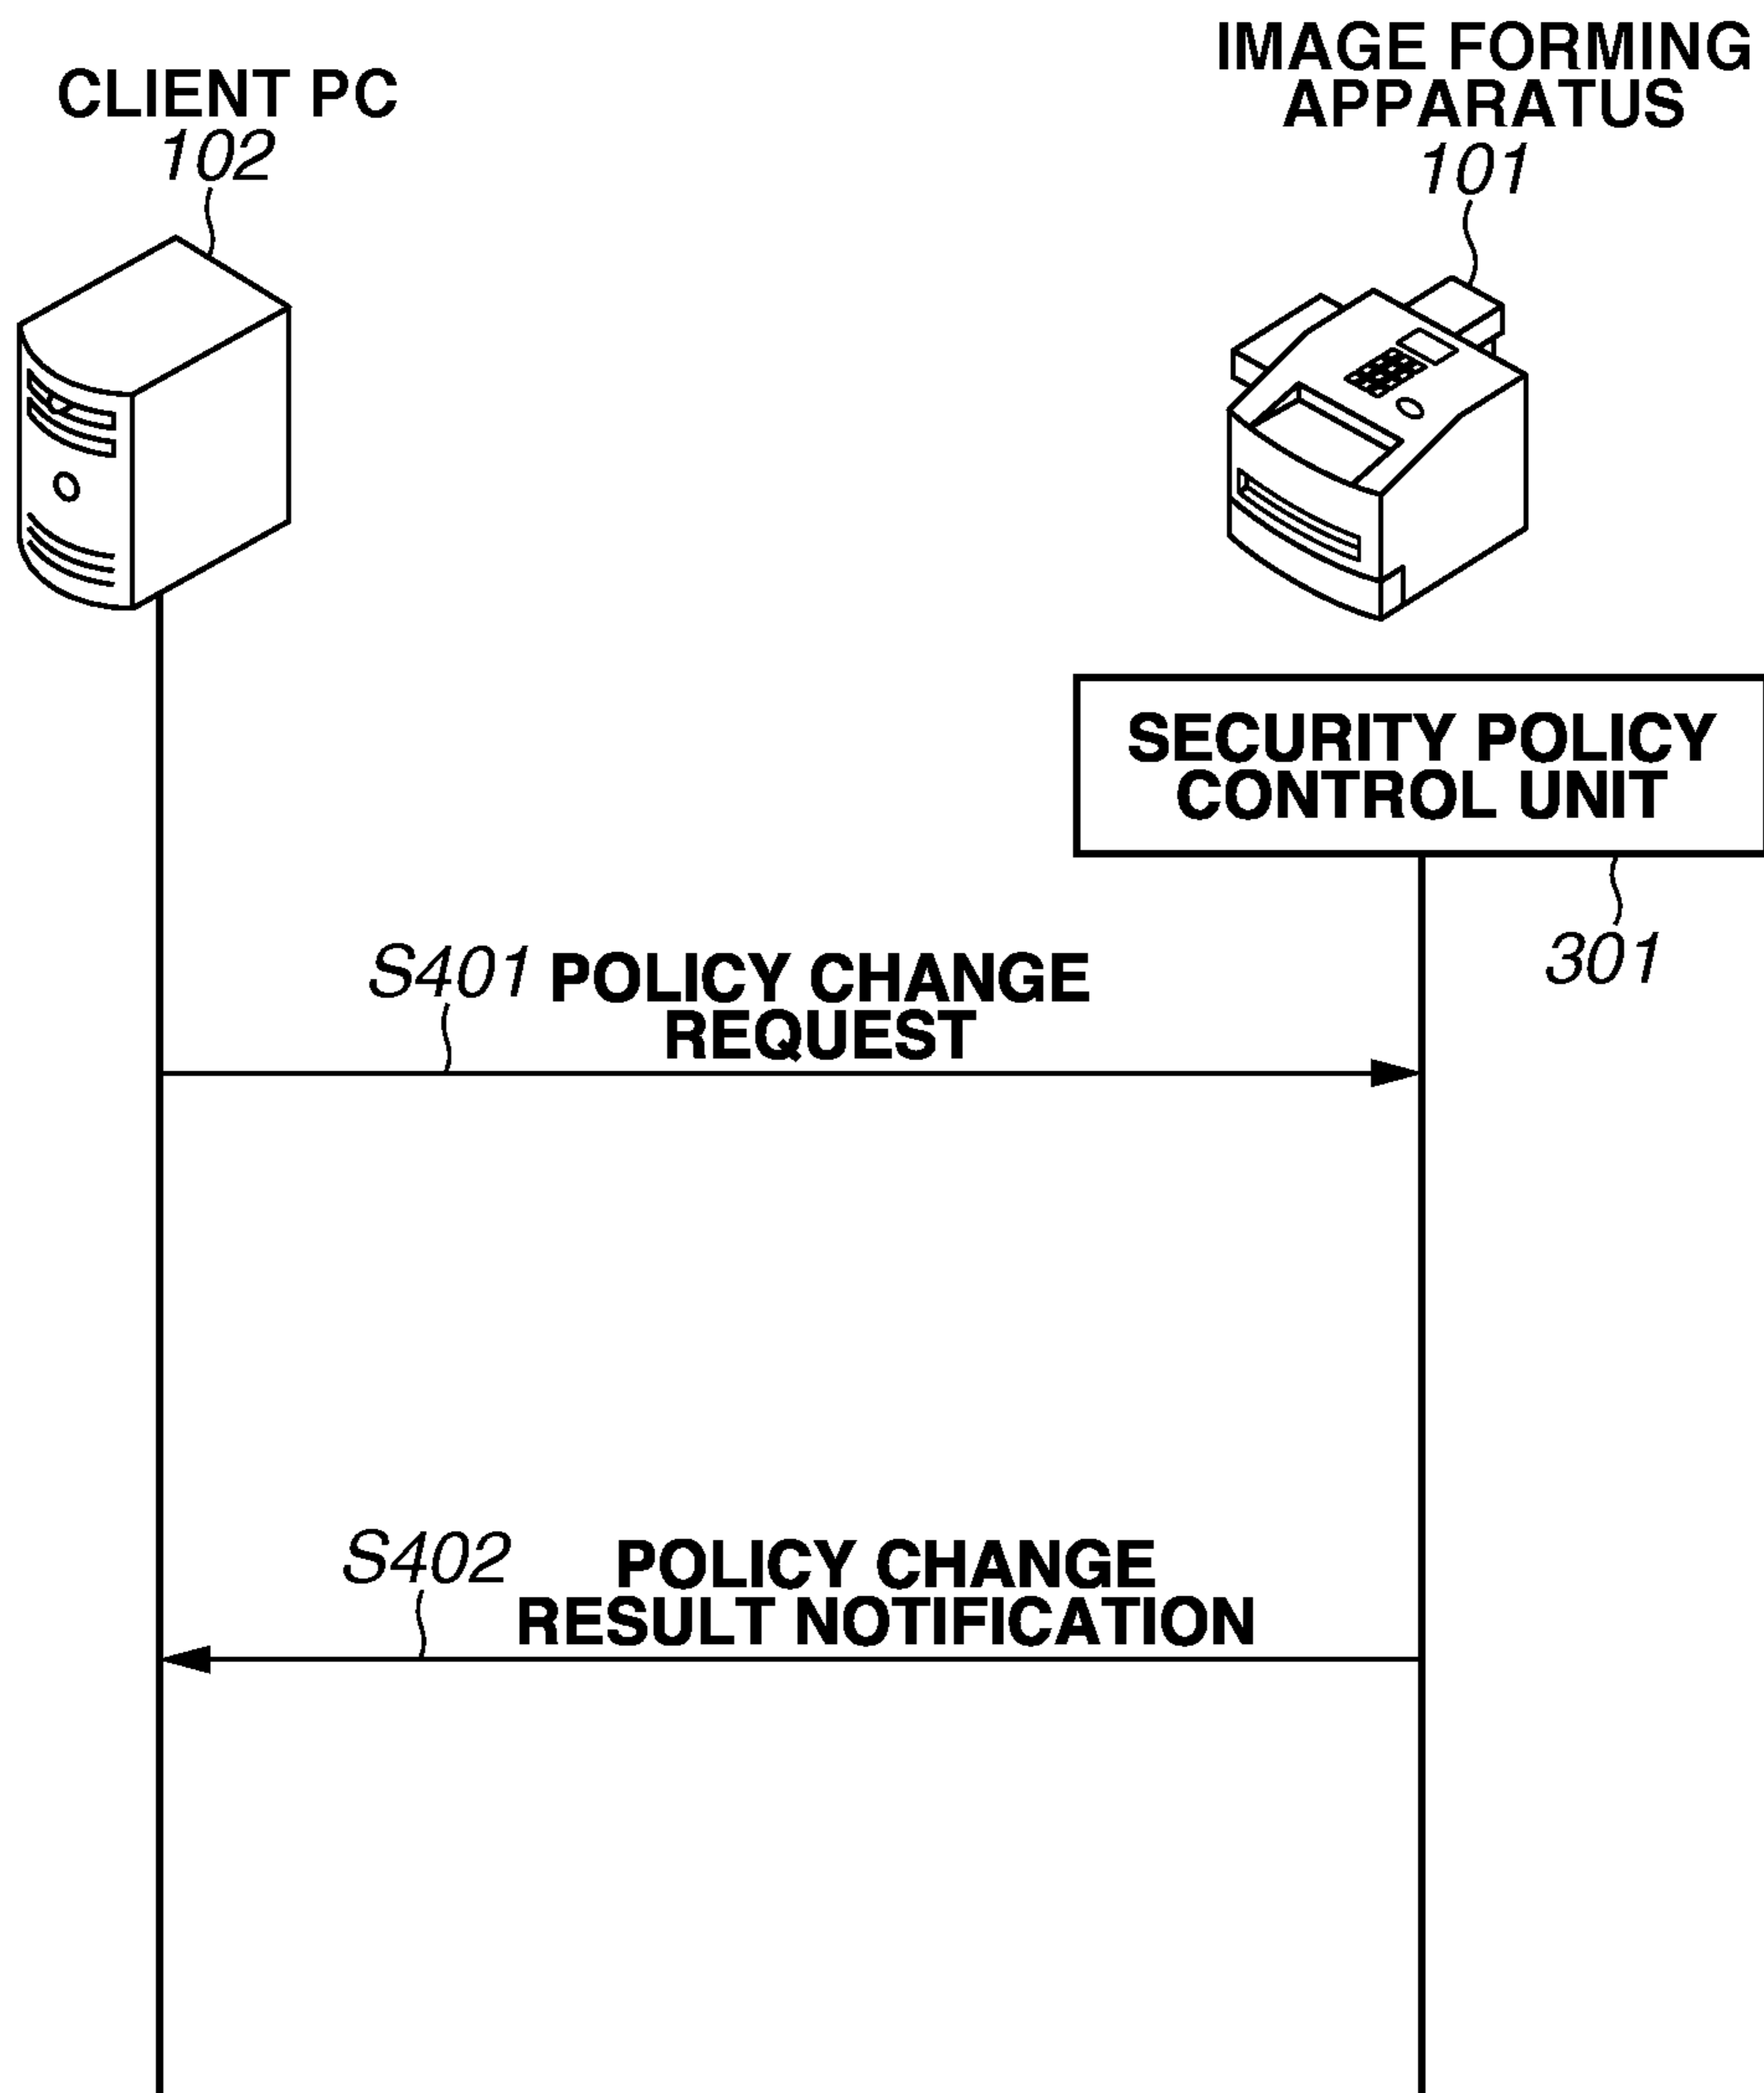 CLIENT PC
102
IMAGE FORMING
APPARATUS
101
SECURITY POLICY
CONTROL UNIT
301
S401 POLICY CHANGE
REQUEST
S402 POLICY CHANGE
RESULT NOTIFICATION